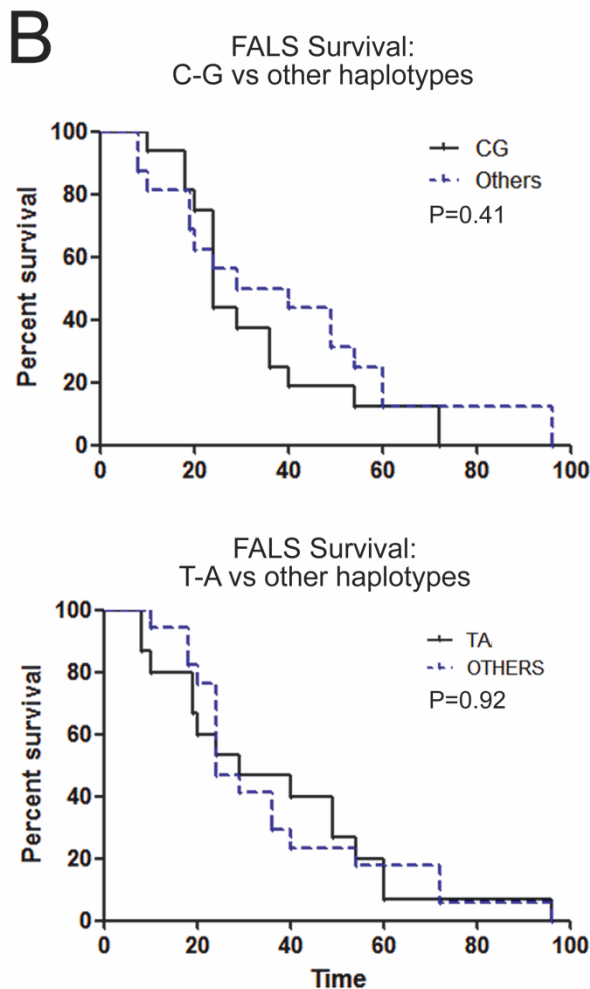 B
FALS Survival:
C-G vs other haplotypes
100
80
60
40
20
0
Percent survival
CG
Others
P=0.41
0 20 40 60 80 100
FALS Survival:
T-A vs other haplotypes
100
80
60
40
20
0
Percent survival
TA
OTHERS
P=0.92
0 20 40 60 80 100
Time